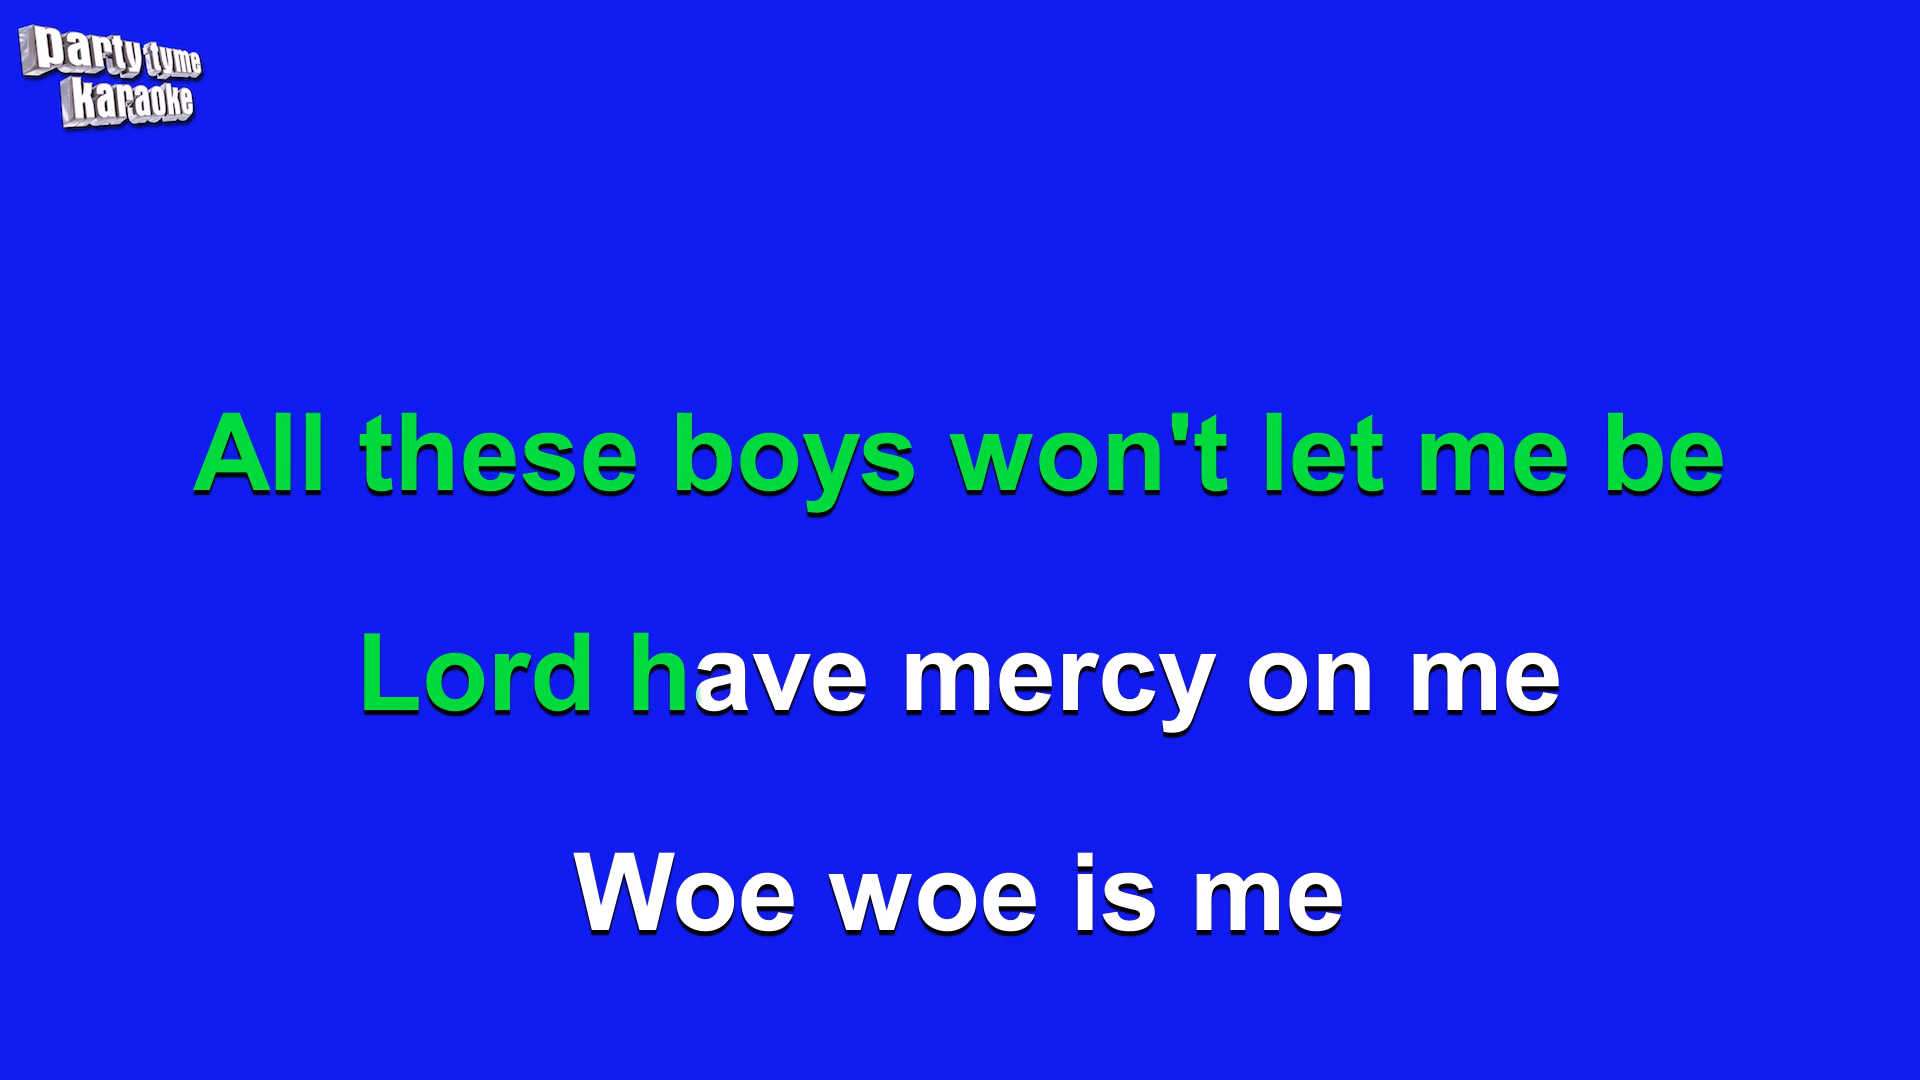 party tyme
karaoke
All these boys won't let me be
Lord have mercy on me
Woe woe is me